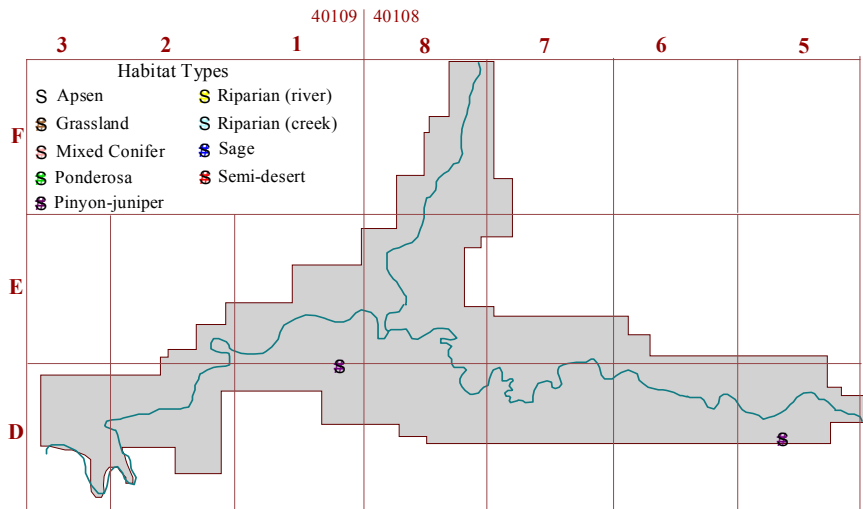 40109 40108
3 2 1 8 7 6 5
Habitat Types
S Apsen S Riparian (river)
S Grassland S Riparian (creek)
S Mixed Conifer S Sage
S Ponderosa S Semi-desert
S Pinyon-juniper
F
E
S
D
S